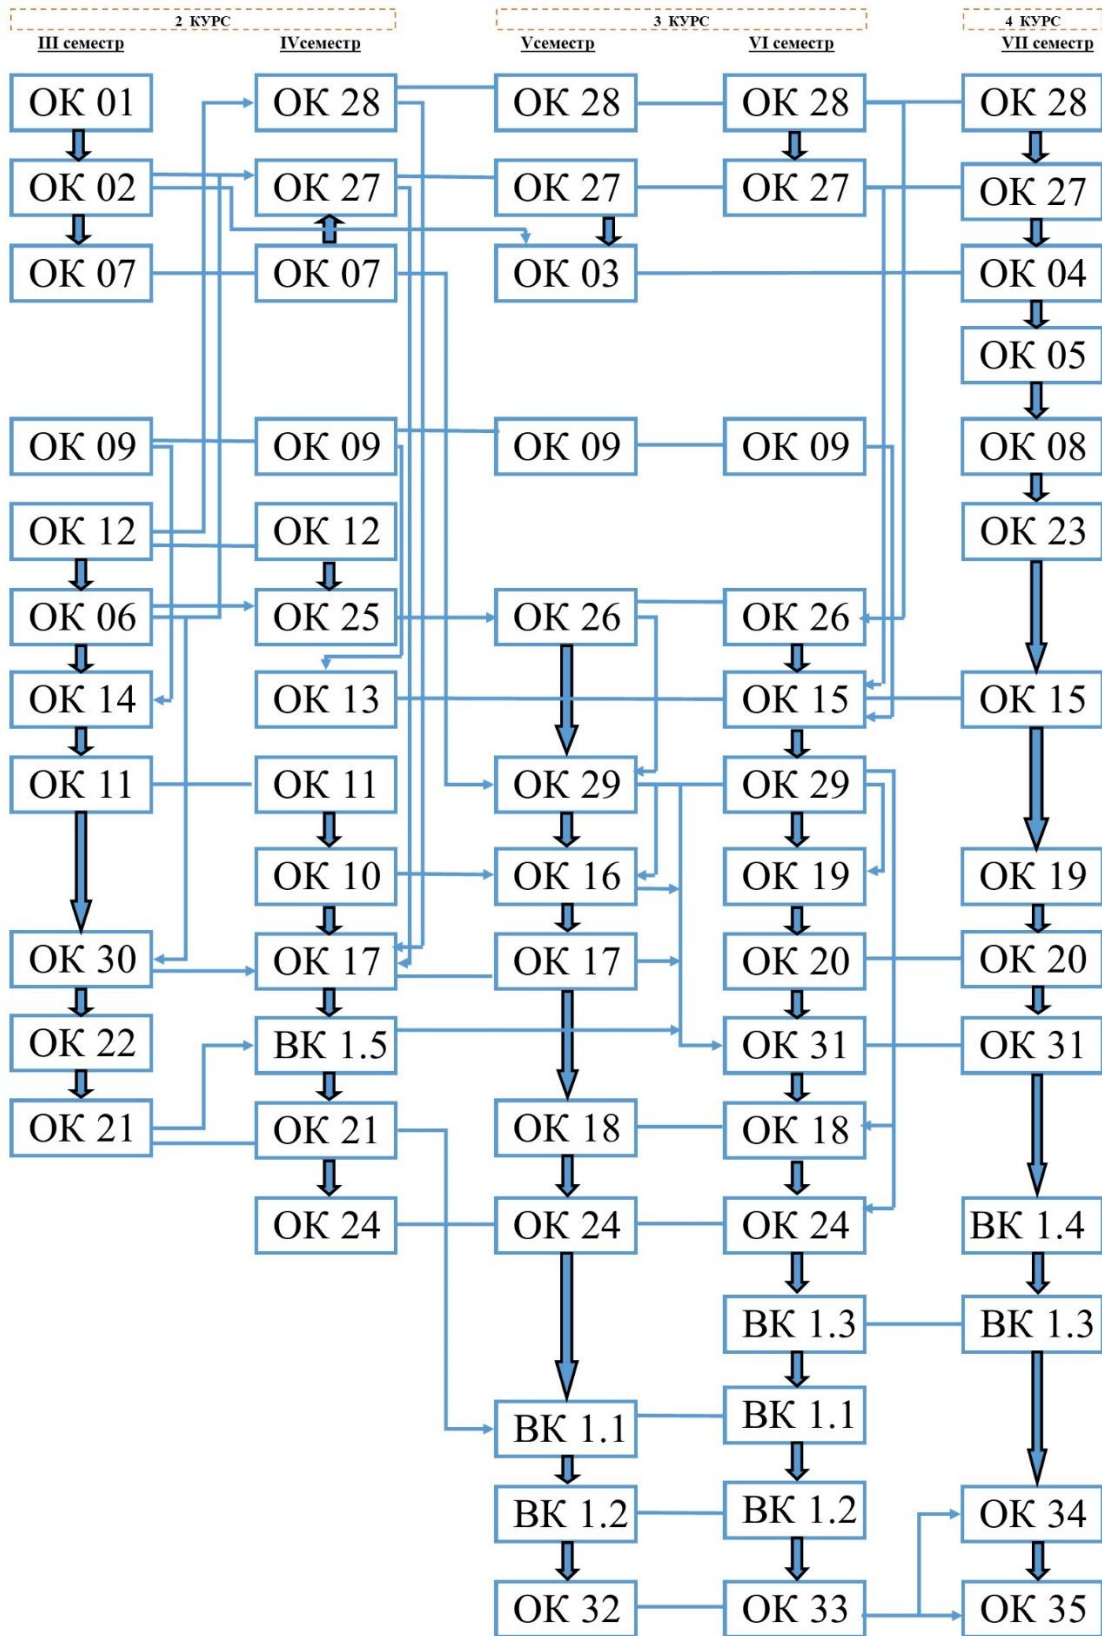 2 КУРС 3 КУРС 4 КУРС
III семестр IVсеместр Vсеместр VI семестр VII семестр
ОК 01 ОК 28 ОК 28 ОК 28 ОК 28
ОК 02 ОК 27 ОК 27 ОК 27 ОК 27
ОК 07 ОК 07 ОК 03 ОК 04
ОК 05
ОК 09 ОК 09 ОК 09 ОК 09 ОК 08
ОК 12 ОК 12 ОК 23
ОК 06 ОК 25 ОК 26 ОК 26
ОК 14 ОК 13 ОК 15 ОК 15
ОК 11 ОК 11 ОК 29 ОК 29
ОК 10 ОК 16 ОК 19 ОК 19
ОК 30 ОК 17 ОК 17 ОК 20 ОК 20
ОК 22 ВК 1.5 ОК 31 ОК 31
ОК 21 ОК 21 ОК 18 ОК 18
ОК 24 ОК 24 ОК 24 ВК 1.4
ВК 1.3 ВК 1.3
ВК 1.1 ВК 1.1
ВК 1.2 ВК 1.2 ОК 34
ОК 32 ОК 33 ОК 35